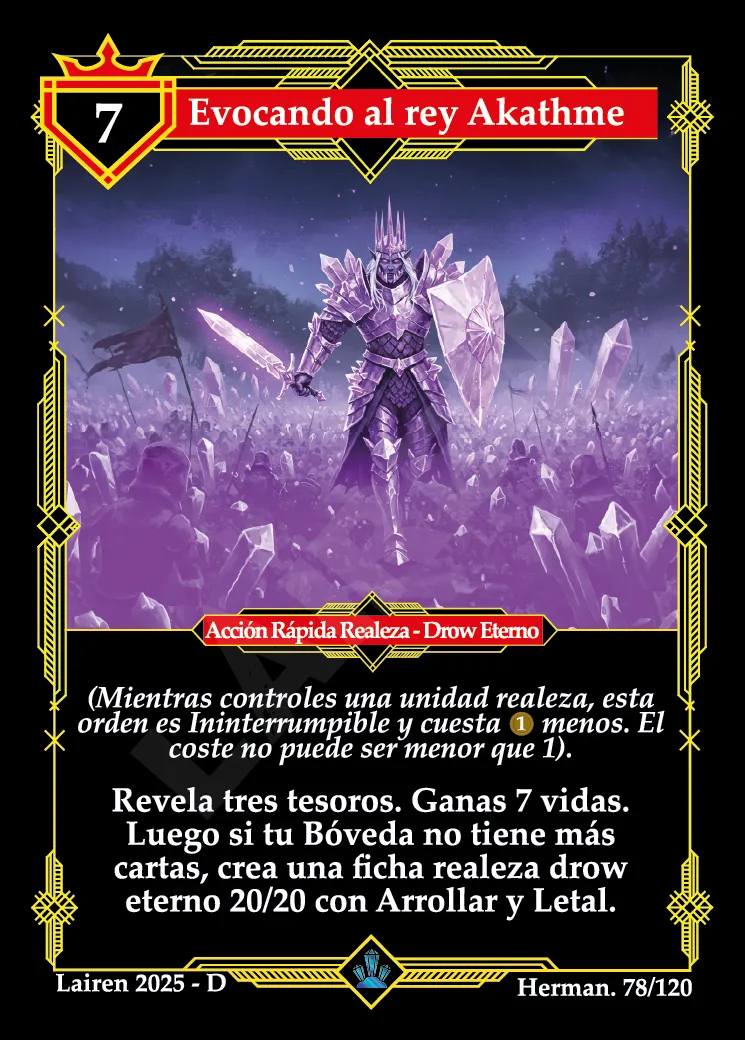 7
Evocando al rey Akathme
Acción Rápida Realeza - Drow Eterno
(Mientras controles una unidad realeza, esta
orden es Ininterrumpible y cuesta 1 menos. El
coste no puede ser menor que 1).
Revela tres tesoros. Ganas 7 vidas.
Luego si tu Bóveda no tiene más
cartas, crea una ficha realeza drow
eterno 20/20 con Arrollar y Letal.
Lairen 2025 - D
Herman. 78/120